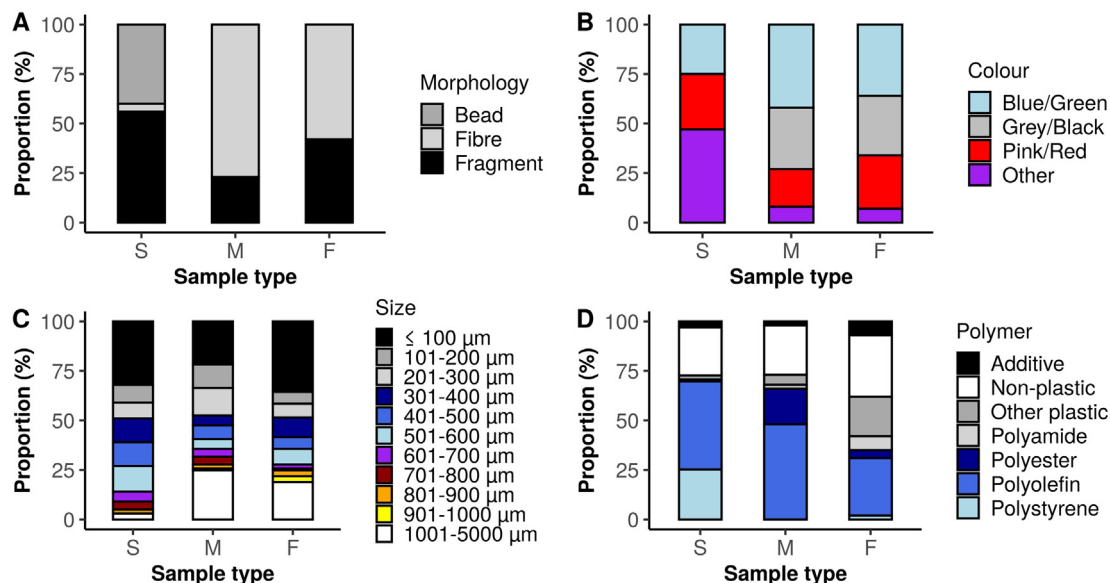 A
100
75
50
25
0
Proportion (%)
S M F
Sample type
Morphology
Bead
Fibre
Fragment
B
100
75
50
25
0
Proportion (%)
S M F
Sample type
Colour
Blue/Green
Grey/Black
Pink/Red
Other
C
100
75
50
25
0
Proportion (%)
S M F
Sample type
Size
≤ 100 µm
101-200 µm
201-300 µm
301-400 µm
401-500 µm
501-600 µm
601-700 µm
701-800 µm
801-900 µm
901-1000 µm
1001-5000 µm
D
100
75
50
25
0
Proportion (%)
S M F
Sample type
Polymer
Additive
Non-plastic
Other plastic
Polyamide
Polyester
Polyolefin
Polystyrene